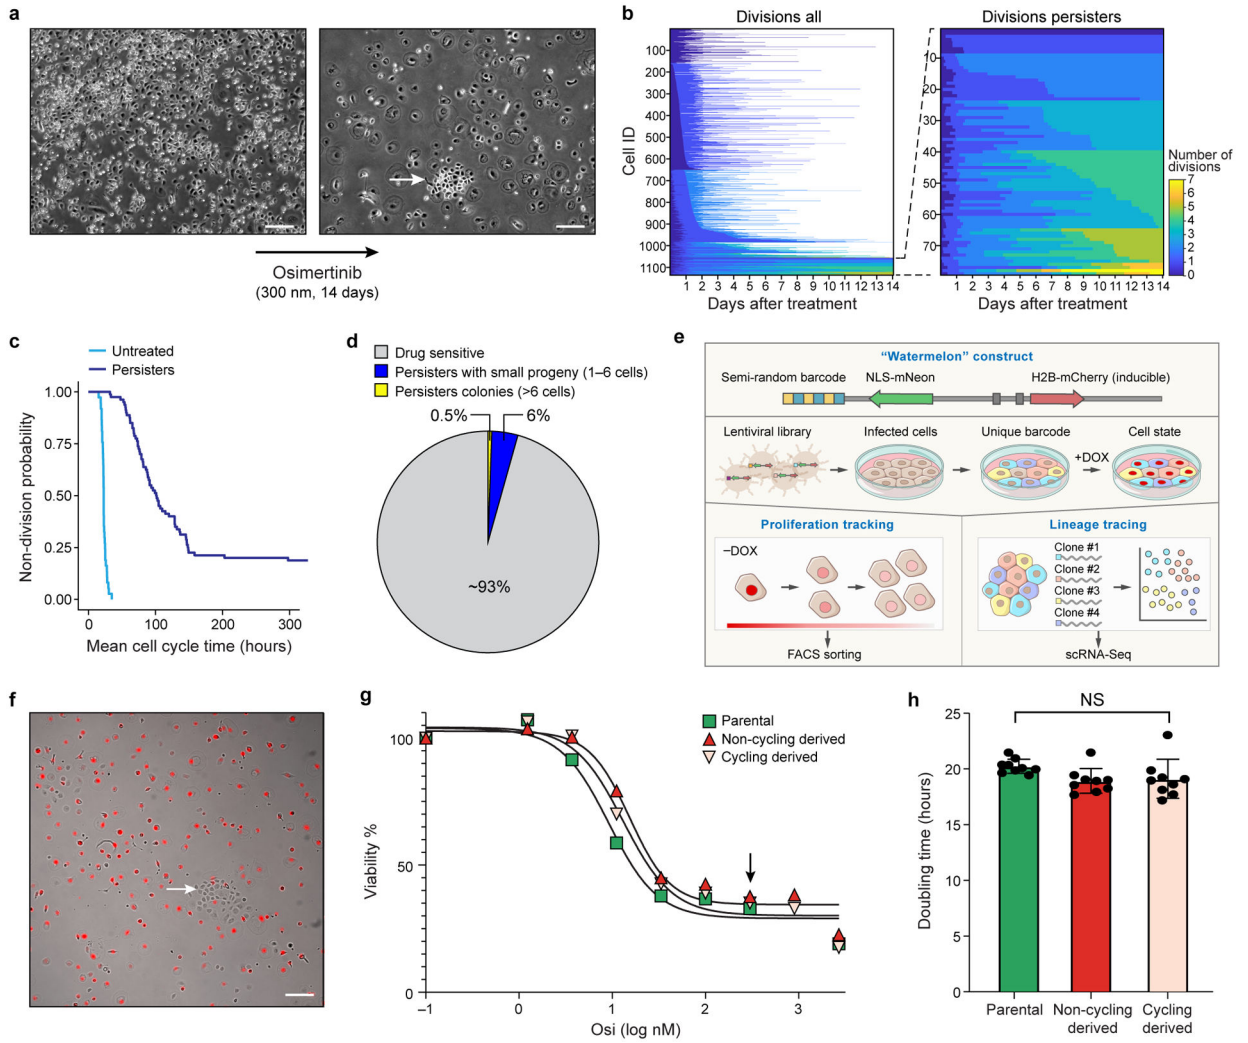 a
Osimertinib
(300 nm, 14 days)
b
Divisions all
Divisions persisters
Cell ID
100
200
300
400
500
600
700
800
900
1000
1100
1 2 3 4 5 6 7 8 9 10 11 12 13 14
Days after treatment
10
20
30
40
50
60
70
1 2 3 4 5 6 7 8 9 10 11 12 13 14
Days after treatment
Number of
divisions
7
6
5
4
3
2
1
0
c
Untreated
Persisters
Non-division probability
1.00
0.75
0.50
0.25
0.00
0 100 200 300
Mean cell cycle time (hours)
d
Drug sensitive
Persisters with small progeny (1–6 cells)
Persisters colonies (>6 cells)
0.5%
6%
~93%
e
“Watermelon” construct
Semi-random barcode NLS-mNeon H2B-mCherry (inducible)
Lentiviral library Infected cells Unique barcode Cell state
+DOX
Proliferation tracking
–DOX
FACS sorting
Lineage tracing
Clone #1
Clone #2
Clone #3
Clone #4
scRNA-Seq
f
g
Parental
Non-cycling derived
Cycling derived
Viability %
100
50
0
–1 0 1 2 3
Osi (log nM)
h
NS
Doubling time (hours)
25
20
15
10
5
0
Parental Non-cycling derived Cycling derived